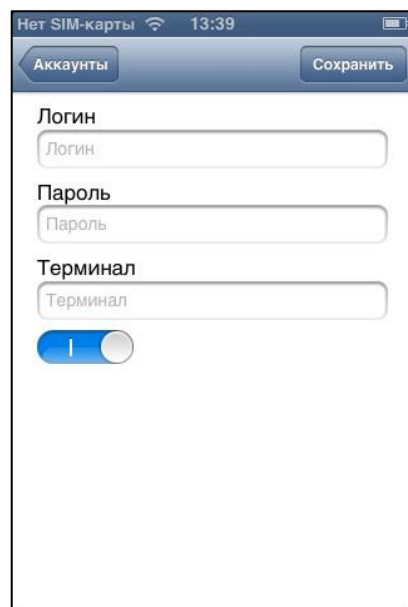 Нет SIM-карты 13:39
Аккаунты Сохранить
Логин
Логин
Пароль
Пароль
Терминал
Терминал